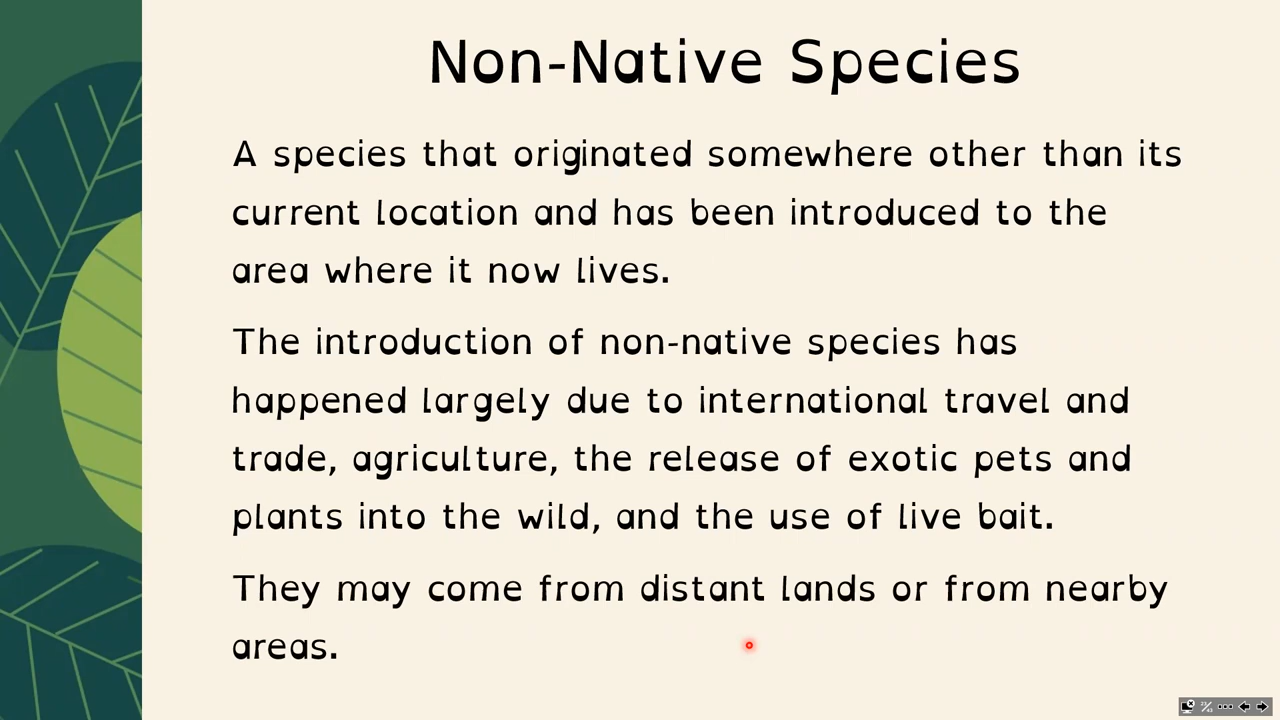 Non-Native Species
A species that originated somewhere other than its
current location and has been introduced to the
area where it now lives.
The introduction of non-native species has
happened largely due to international travel and
trade, agriculture, the release of exotic pets and
plants into the wild, and the use of live bait.
They may come from distant lands or from nearby
areas.